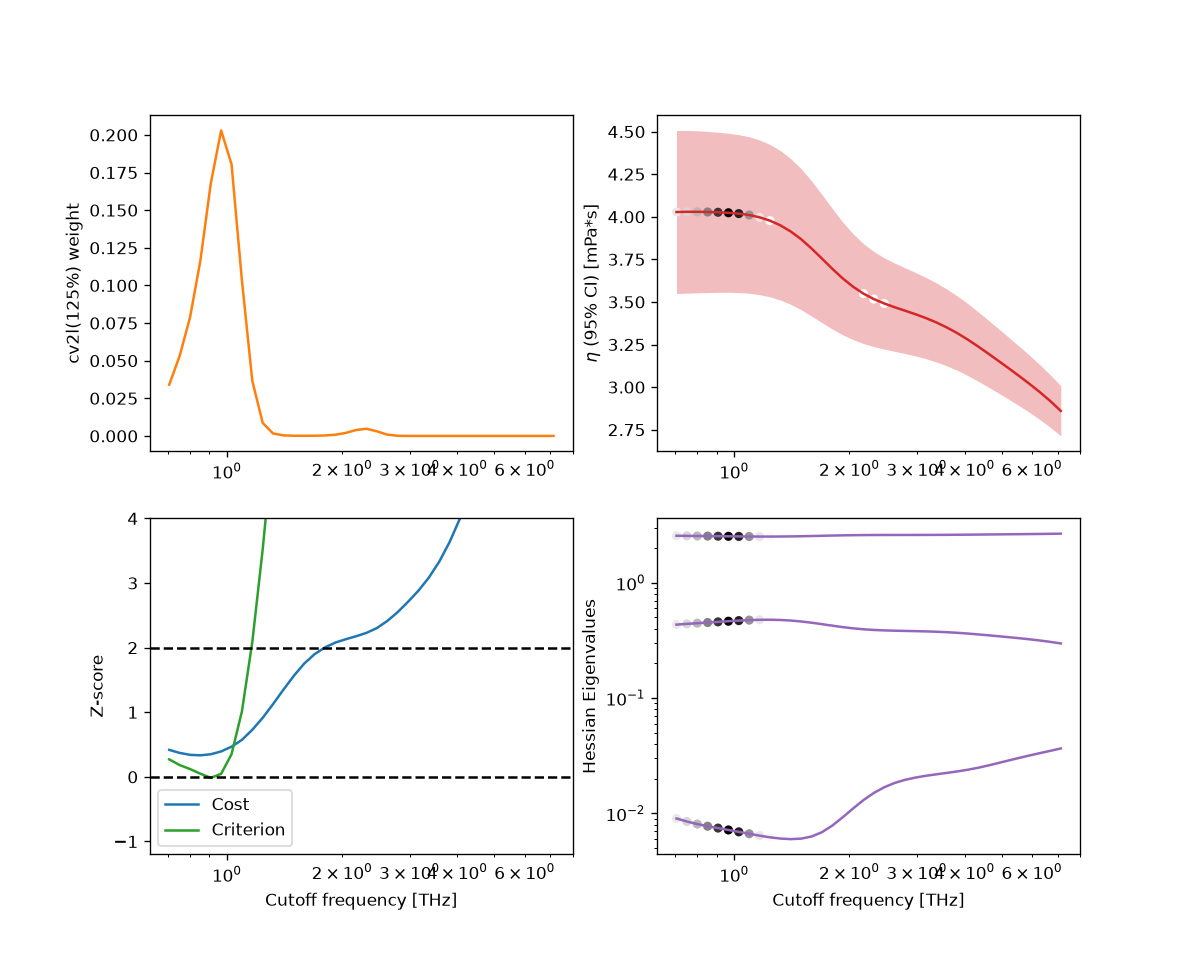 cv2l(125%) weight
0.200
0.175
0.150
0.125
0.100
0.075
0.050
0.025
0.000
10⁰
2 × 10⁰
3 × 10⁰
4 × 10⁰
6 × 10⁰
η (95% CI) [mPa*s]
4.50
4.25
4.00
3.75
3.50
3.25
3.00
2.75
10⁰
2 × 10⁰
3 × 10⁰
4 × 10⁰
6 × 10⁰
Z-score
4
3
2
1
0
−1
Cost
Criterion
10⁰
2 × 10⁰
3 × 10⁰
4 × 10⁰
6 × 10⁰
Cutoff frequency [THz]
Hessian Eigenvalues
10⁰
10⁻¹
10⁻²
10⁰
2 × 10⁰
3 × 10⁰
4 × 10⁰
6 × 10⁰
Cutoff frequency [THz]